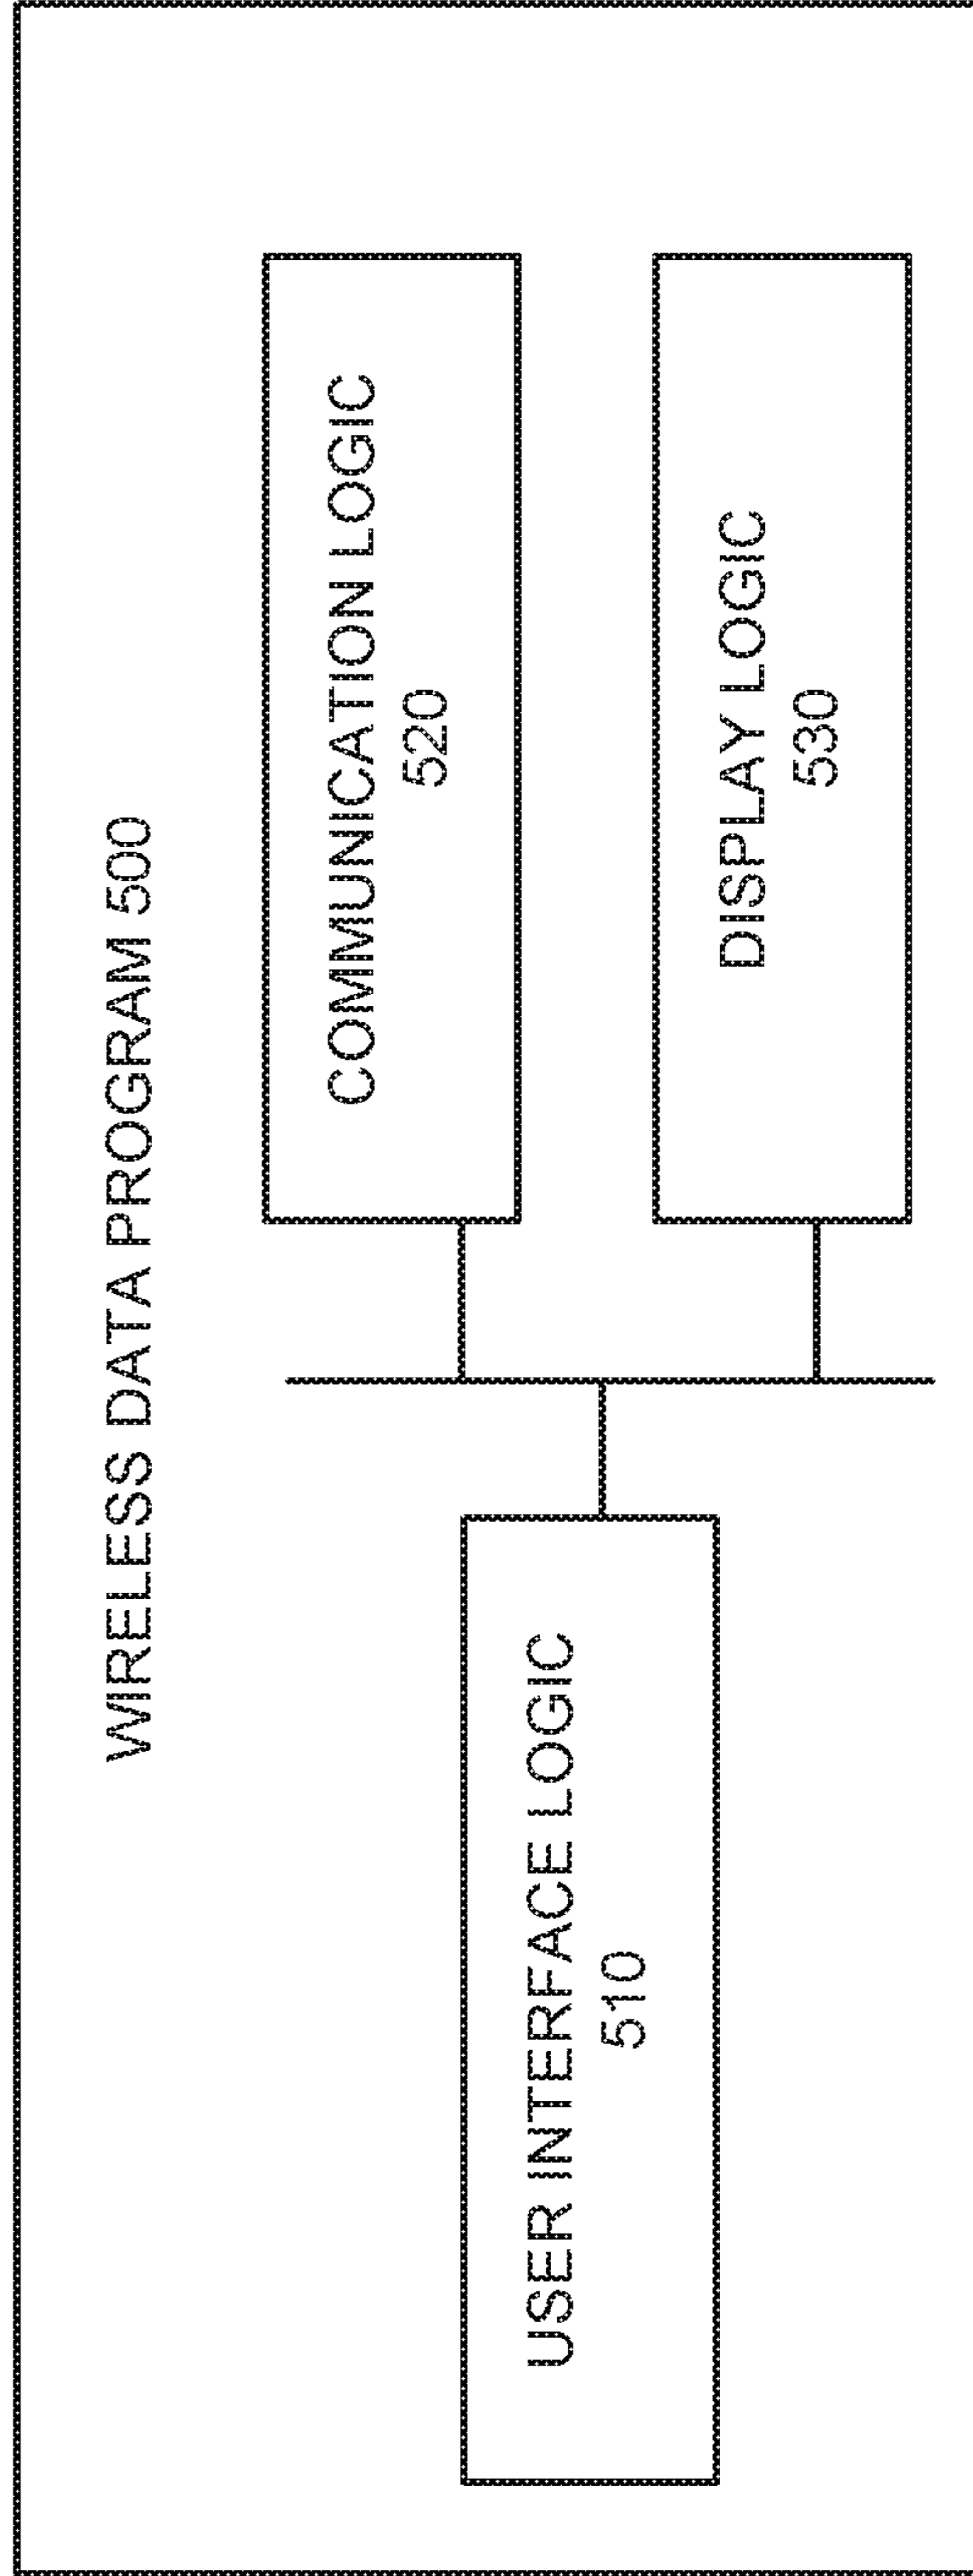 WIRELESS DATA PROGRAM 500
USER INTERFACE LOGIC
510
COMMUNICATION LOGIC
520
DISPLAY LOGIC
530